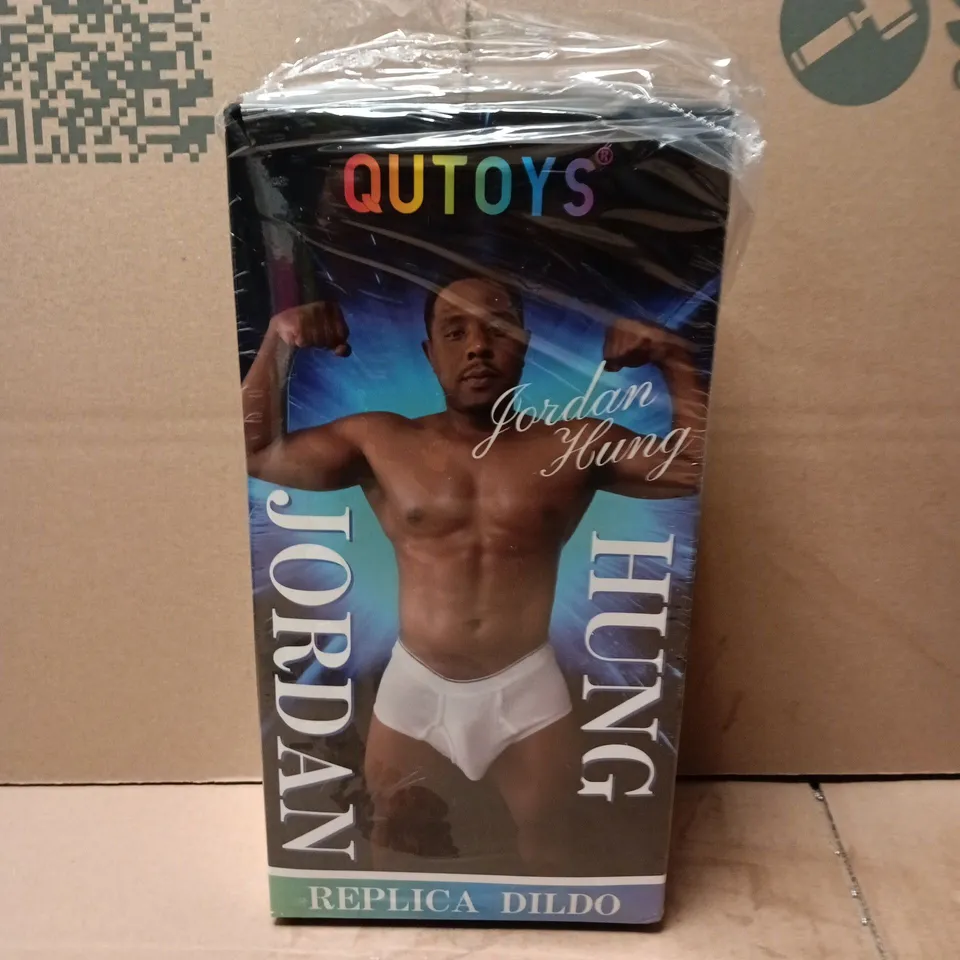 QUTOYS®
Jordan
Hung
JORDAN
HUNG
REPLICA DILDO